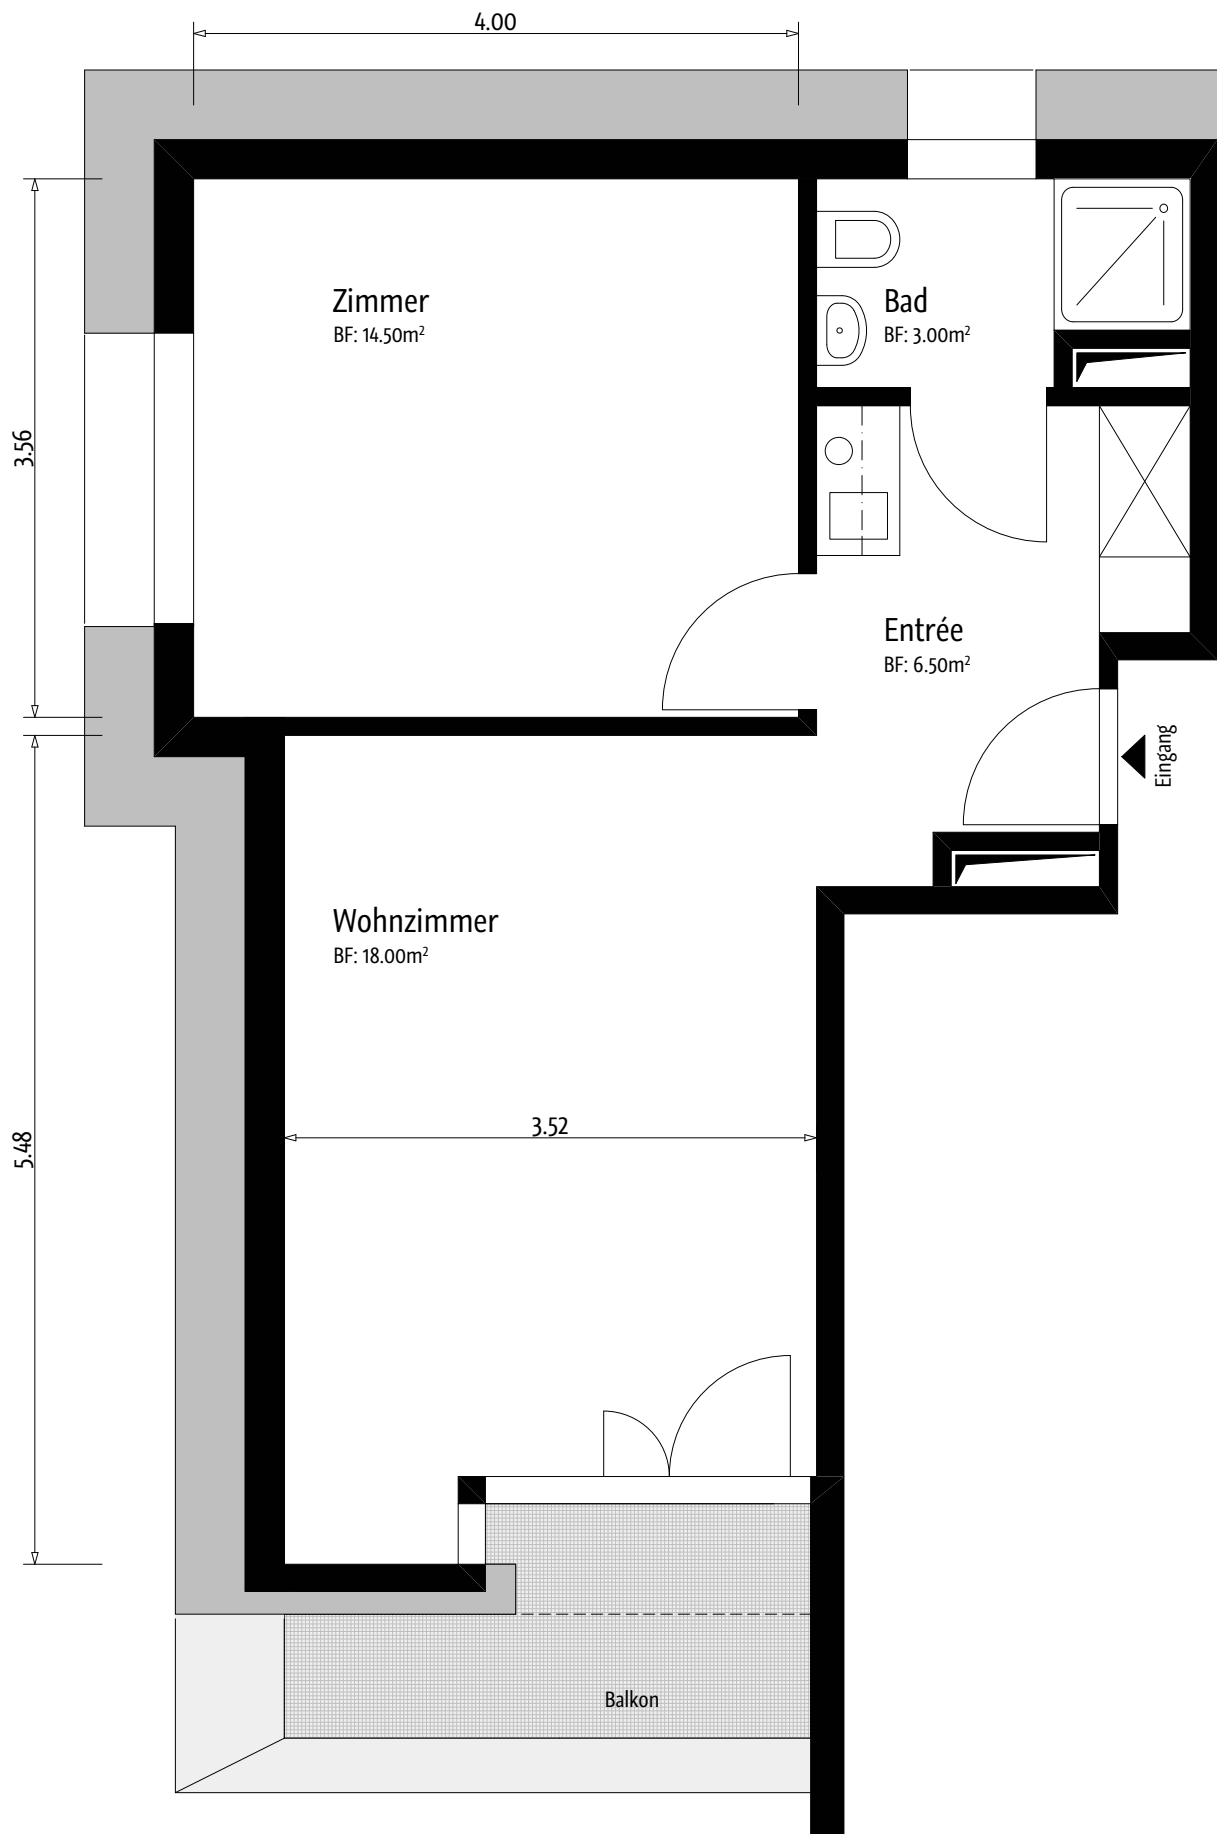 4.00
Zimmer
BF: 14.50m²
Bad
BF: 3.00m²
3.56
Entrée
BF: 6.50m²
Eingang
Wohnzimmer
BF: 18.00m²
3.52
5.48
Balkon